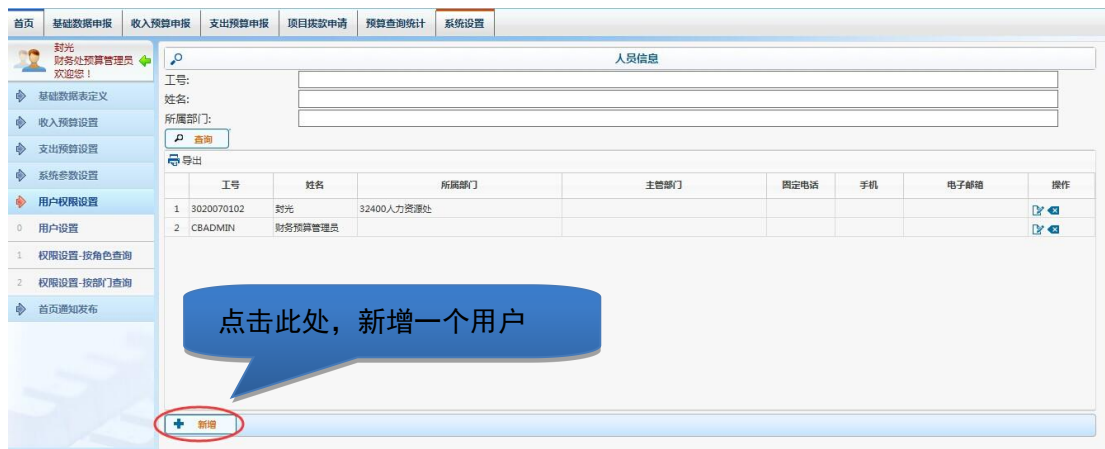 首页 基础数据申报 收入预算申报 支出预算申报 项目拨款申请 预算查询统计 系统设置
封光
财务处预算管理员
欢迎您！
基础数据表定义
收入预算设置
支出预算设置
系统参数设置
用户权限设置
0 用户设置
1 权限设置-按角色查询
2 权限设置-按部门查询
首页通知发布
人员信息
工号:
姓名:
所属部门:
查询
导出
工号 姓名 所属部门 主管部门 固定电话 手机 电子邮箱 操作
1 3020070102 封光 32400人力资源处
2 CBADMIN 财务预算管理员
点击此处，新增一个用户
新增